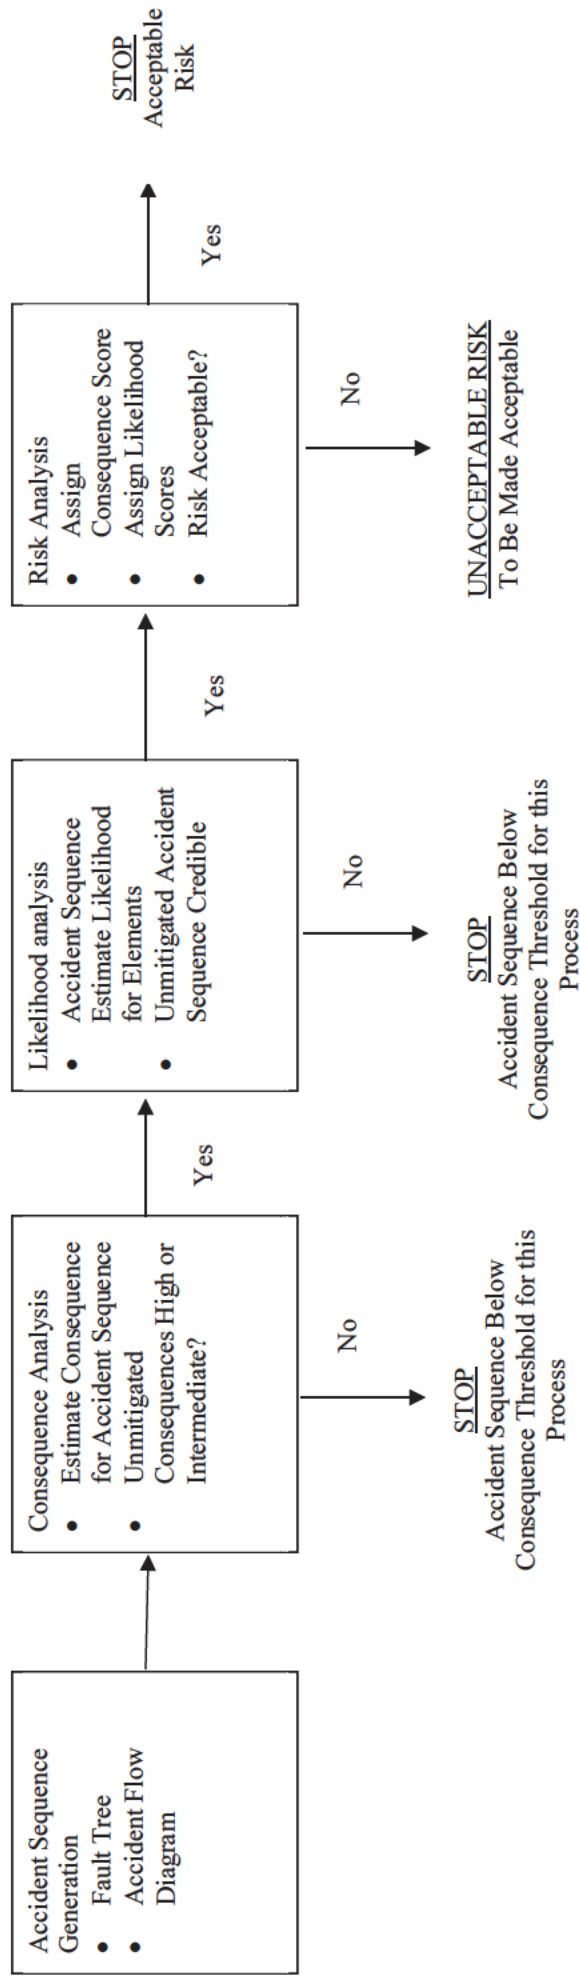 Accident Sequence
Generation
• Fault Tree
• Accident Flow
Diagram
Consequence Analysis
• Estimate Consequence
for Accident Sequence
• Unmitigated
Consequences High or
Intermediate?
Yes
No
STOP
Accident Sequence Below
Consequence Threshold for this
Process
Likelihood analysis
• Accident Sequence
Estimate Likelihood
for Elements
• Unmitigated Accident
Sequence Credible
Yes
No
STOP
Accident Sequence Below
Consequence Threshold for this
Process
Risk Analysis
• Assign
Consequence Score
• Assign Likelihood
Scores
• Risk Acceptable?
Yes
No
UNACCEPTABLE RISK
To Be Made Acceptable
STOP
Acceptable
Risk